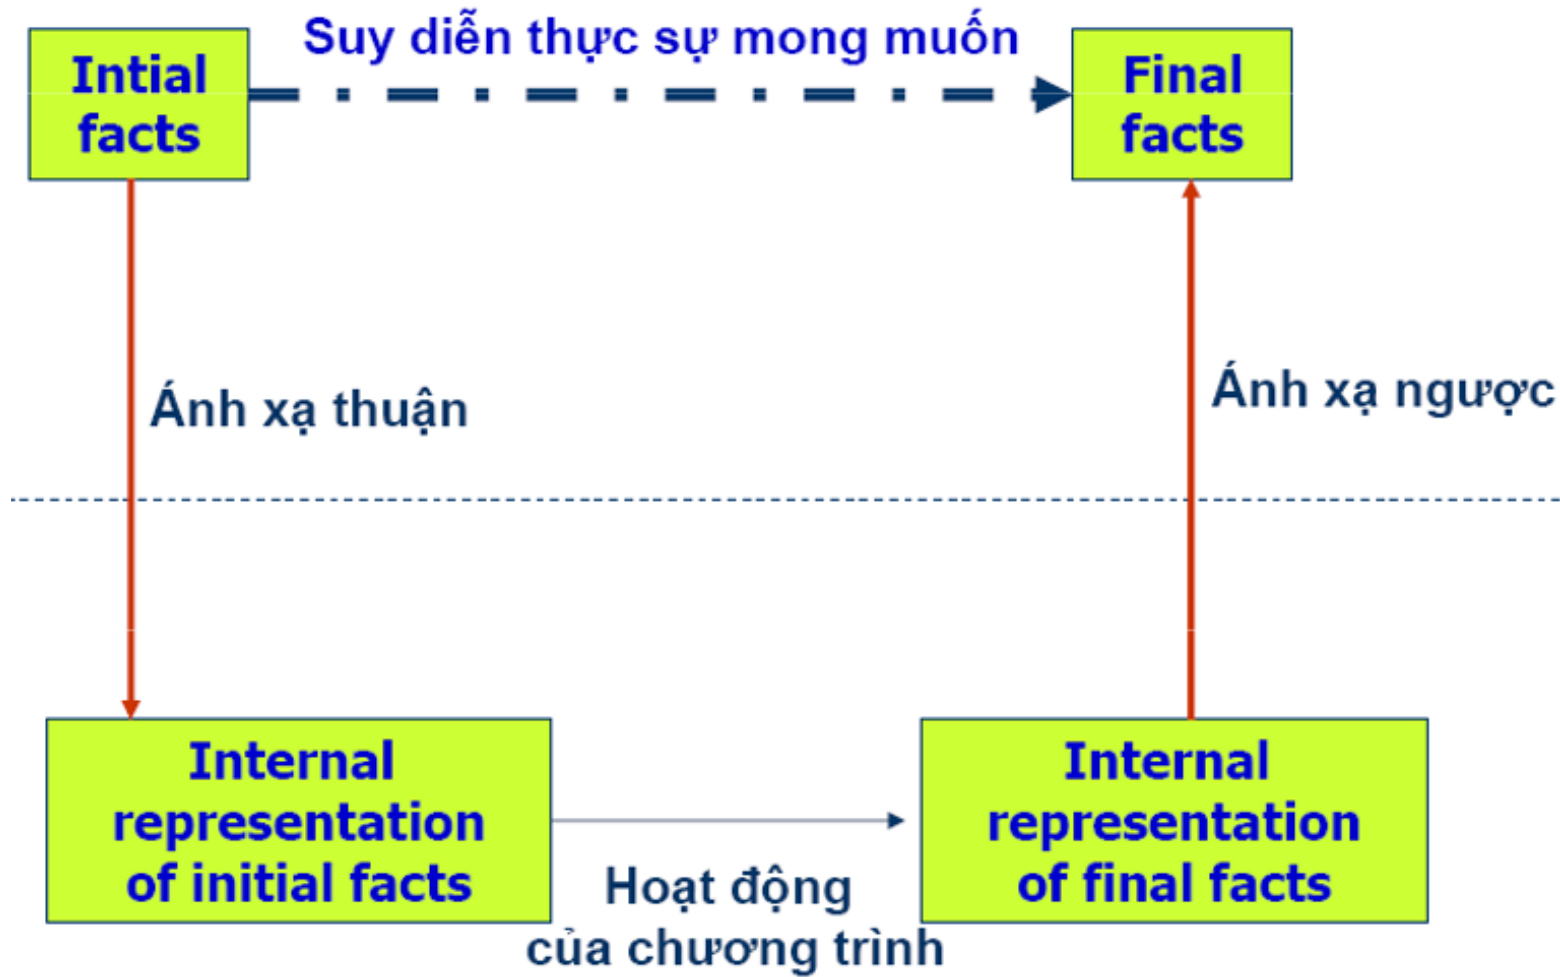 Suy diễn thực sự mong muốn
Intial
facts
Final
facts
Ánh xạ thuận
Ánh xạ ngược
Internal
representation
of initial facts
Hoạt động
của chương trình
Internal
representation
of final facts